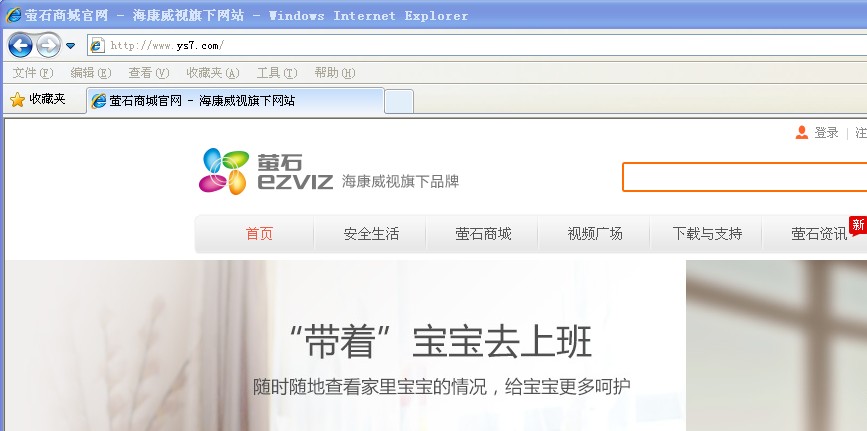 萤石商城官网 - 海康威视旗下网站 - Windows Internet Explorer
http://www.ys7.com/
文件(F) 编辑(E) 查看(V) 收藏夹(A) 工具(T) 帮助(H)
收藏夹 萤石商城官网 - 海康威视旗下网站
登录 | 注
萤石
ezviz 海康威视旗下品牌
首页 安全生活 萤石商城 视频广场 下载与支持 萤石资讯 新
“带着”宝宝去上班
随时随地查看家里宝宝的情况，给宝宝更多呵护